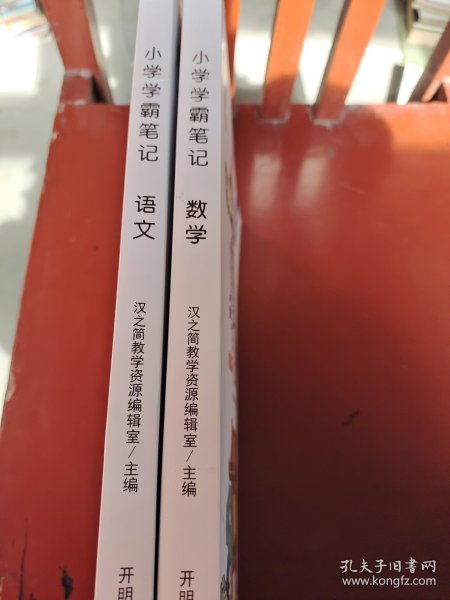 小学学霸笔记
语文
汉之简教学资源编辑室/主编
开明
小学学霸笔记
数学
汉之简教学资源编辑室/主编
开明
孔夫子旧书网
www.kongfz.com